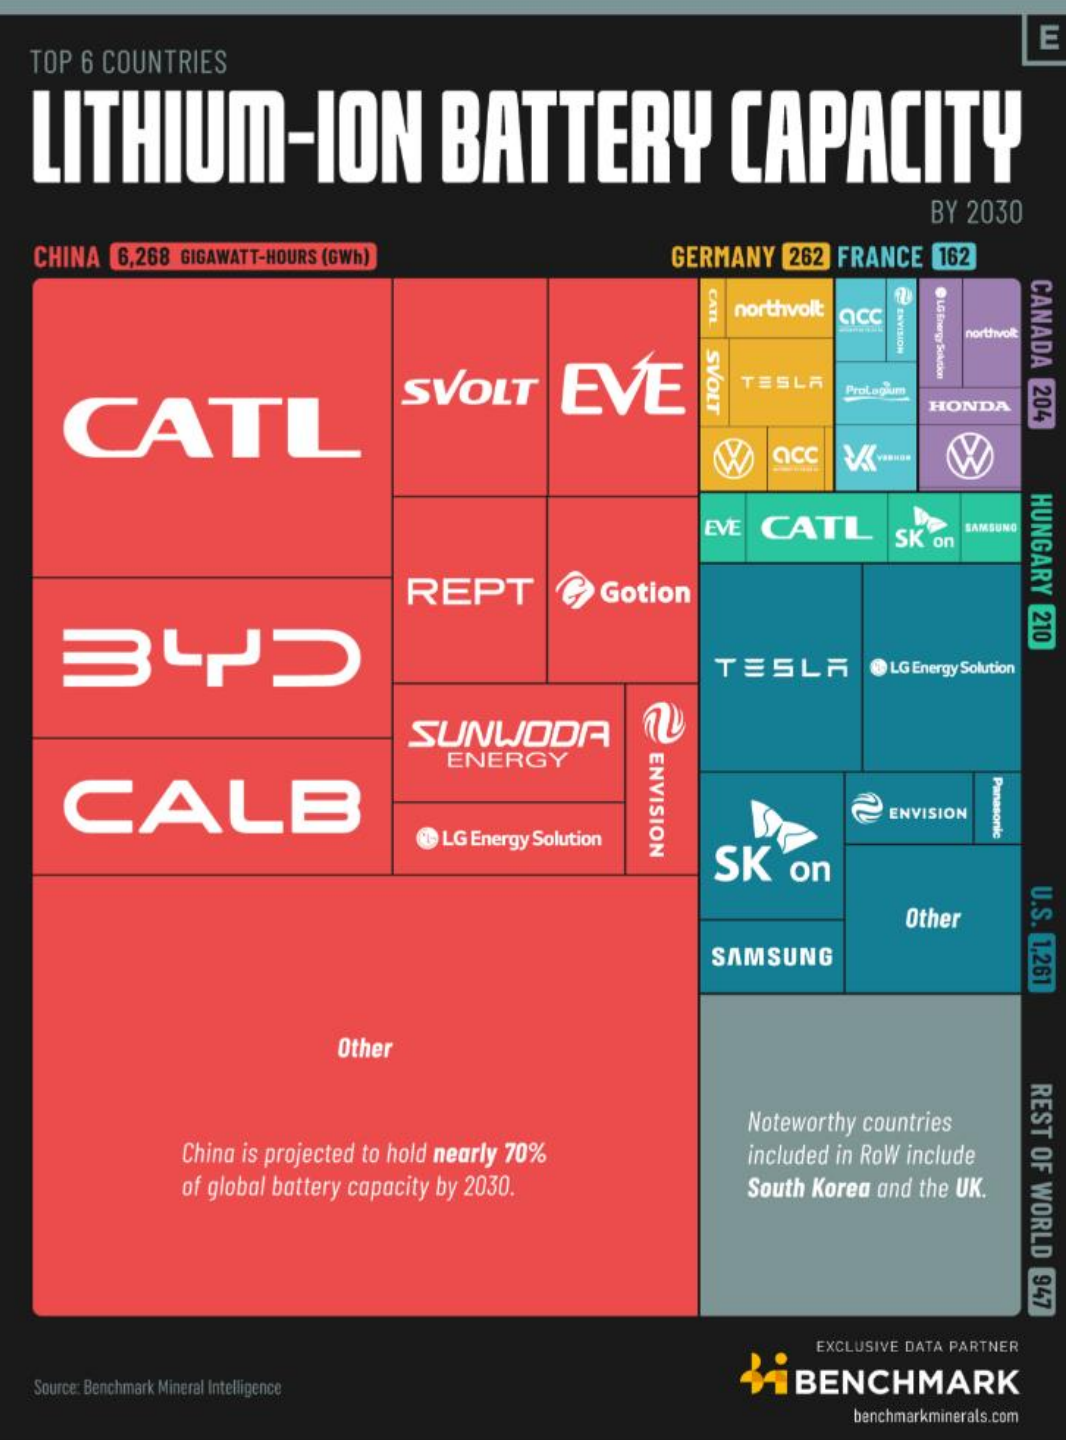 E
TOP 6 COUNTRIES
LITHIUM-ION BATTERY CAPACITY
BY 2030
CHINA 6,268 GIGAWATT-HOURS (GWh)
GERMANY 262
FRANCE 162
CANADA 204
HUNGARY 210
U.S. 1,261
REST OF WORLD 947
CATL
BYD
CALB
SVOLT
EVE
REPT
Gotion
SUNWODA
ENERGY
LG Energy Solution
ENVISION
Other
China is projected to hold nearly 70%
of global battery capacity by 2030.
CATL
northvolt
SVOLT
TESLA
VW
acc
acc
ENVISION
ProLogium
VERKOR
LG Energy Solution
northvolt
HONDA
VW
EVE
CATL
SK on
SAMSUNG
TESLA
LG Energy Solution
SK on
ENVISION
Panasonic
SAMSUNG
Other
Noteworthy countries
included in RoW include
South Korea and the UK.
Source: Benchmark Mineral Intelligence
EXCLUSIVE DATA PARTNER
BENCHMARK
benchmarkminerals.com